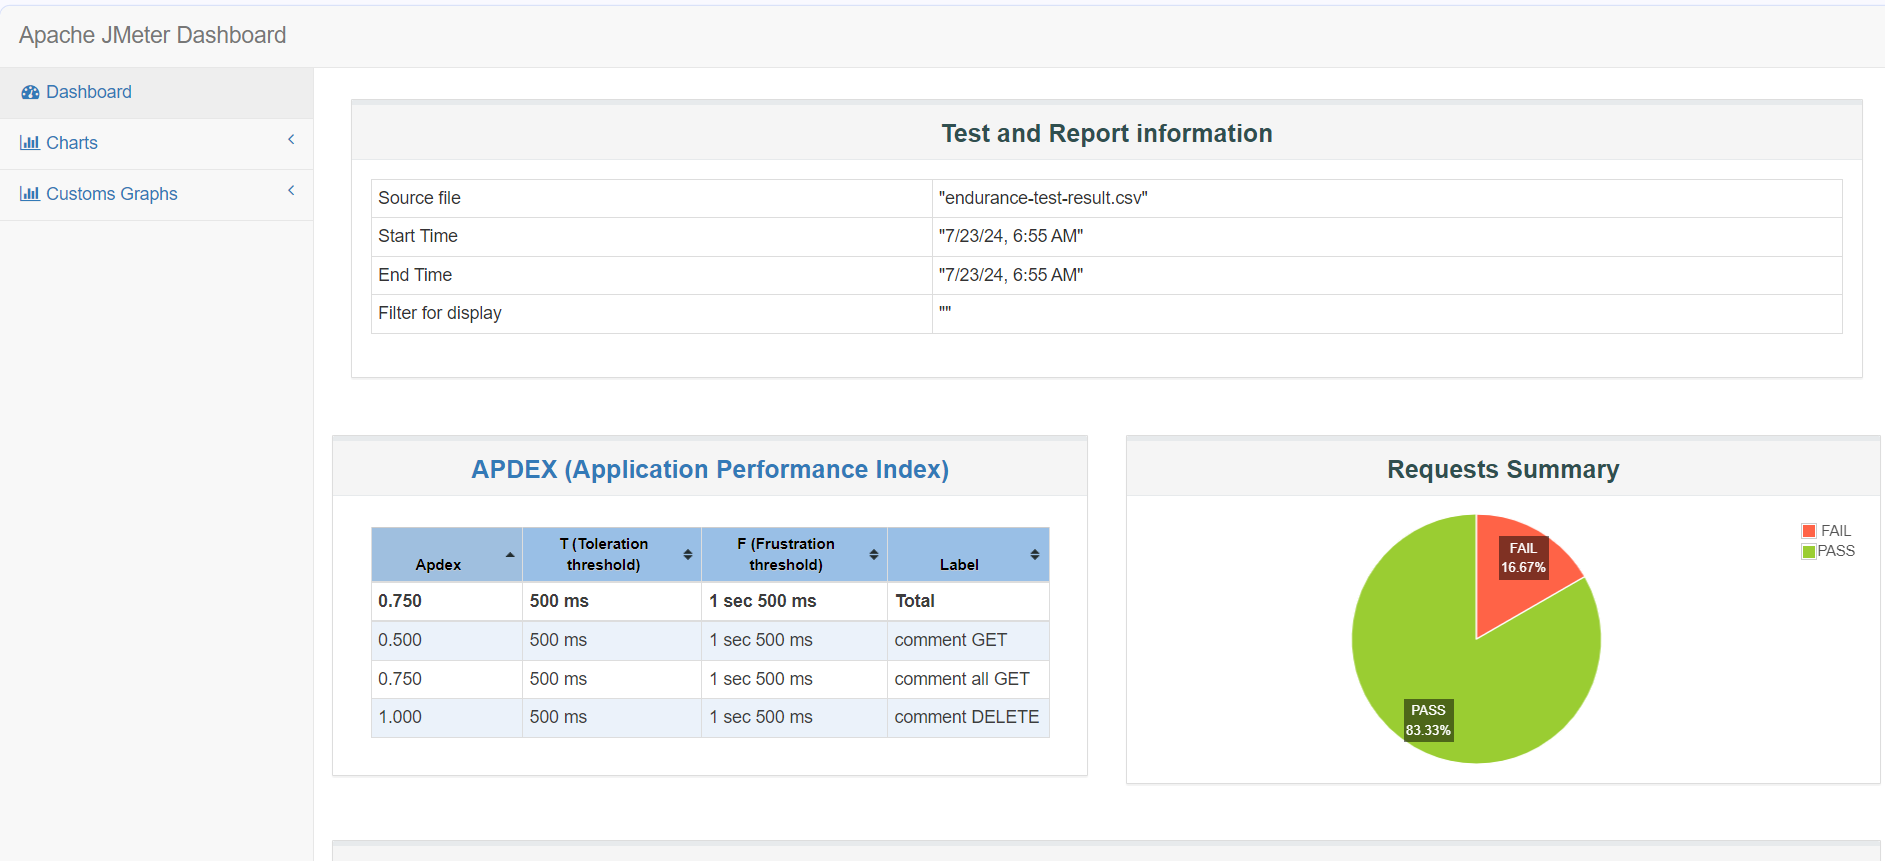 Apache JMeter Dashboard
Dashboard
Charts
Customs Graphs
Test and Report information
Source file "endurance-test-result.csv"
Start Time "7/23/24, 6:55 AM"
End Time "7/23/24, 6:55 AM"
Filter for display ""
APDEX (Application Performance Index)
Apdex T (Toleration threshold) F (Frustration threshold) Label
0.750 500 ms 1 sec 500 ms Total
0.500 500 ms 1 sec 500 ms comment GET
0.750 500 ms 1 sec 500 ms comment all GET
1.000 500 ms 1 sec 500 ms comment DELETE
Requests Summary
FAIL
PASS
FAIL
16.67%
PASS
83.33%